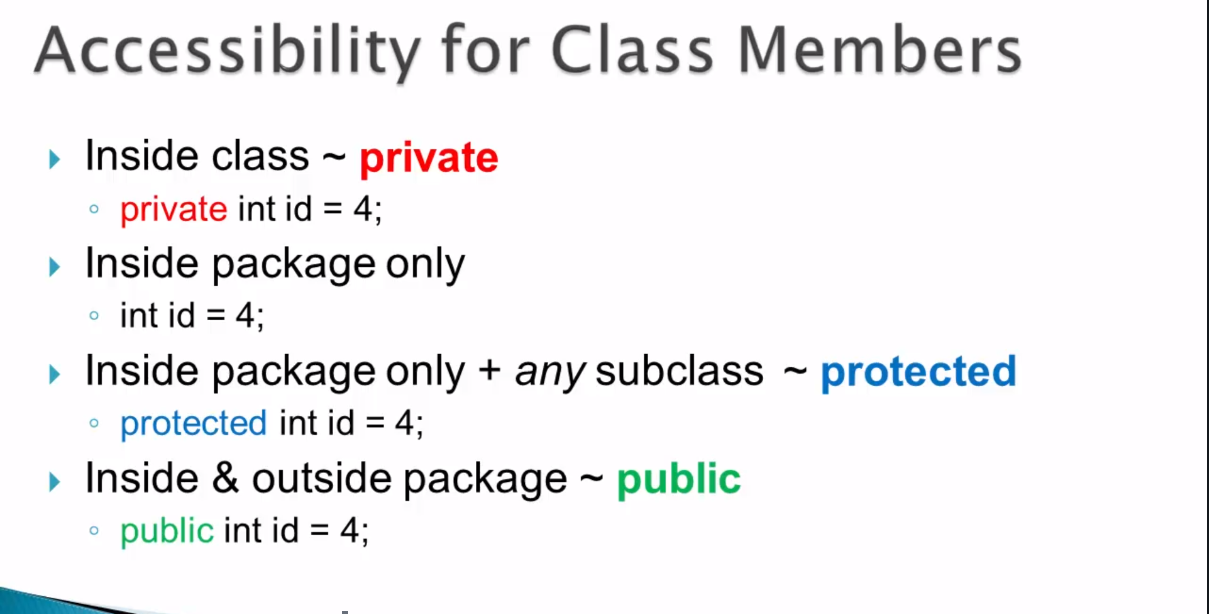 Accessibility for Class Members
Inside class ~ private
private int id = 4;
Inside package only
int id = 4;
Inside package only + any subclass ~ protected
protected int id = 4;
Inside & outside package ~ public
public int id = 4;